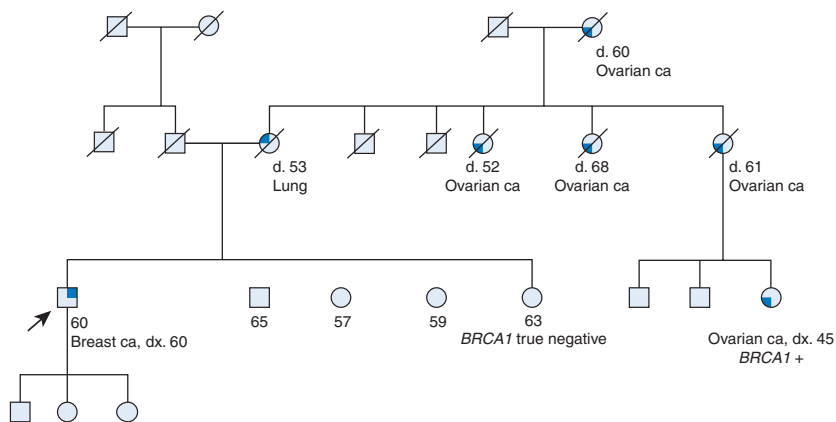 d. 60
Ovarian ca
d. 53
Lung
d. 52
Ovarian ca
d. 68
Ovarian ca
d. 61
Ovarian ca
60
Breast ca, dx. 60
65
57
59
63
BRCA1 true negative
Ovarian ca, dx. 45
BRCA1 +